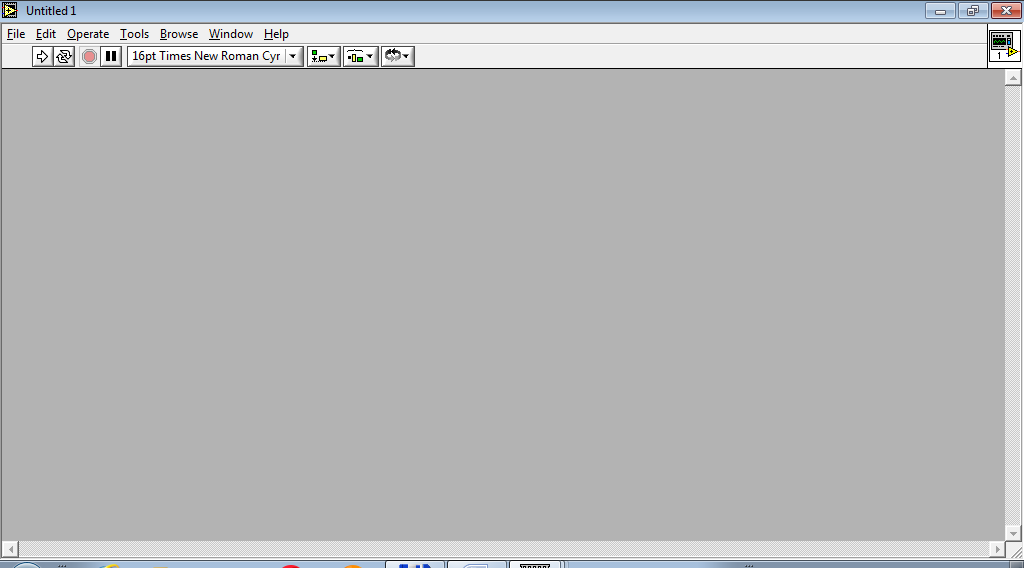 Untitled 1
File Edit Operate Tools Browse Window Help
16pt Times New Roman Cyr
1